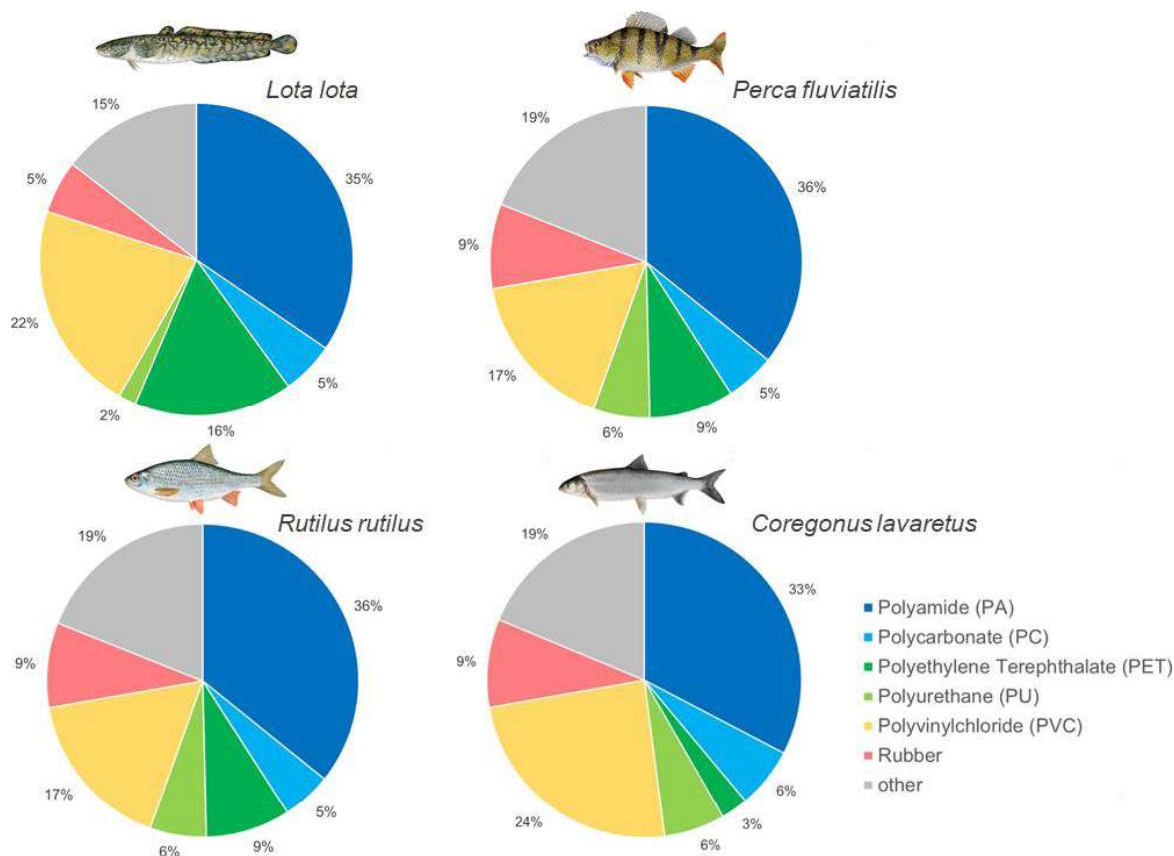 Lota lota
15%
35%
5%
22%
5%
2%
16%
Perca fluviatilis
19%
36%
9%
17%
5%
6%
9%
Rutilus rutilus
19%
36%
9%
17%
5%
6%
9%
Coregonus lavaretus
19%
33%
9%
24%
6%
6%
3%
Polyamide (PA)
Polycarbonate (PC)
Polyethylene Terephthalate (PET)
Polyurethane (PU)
Polyvinylchloride (PVC)
Rubber
other